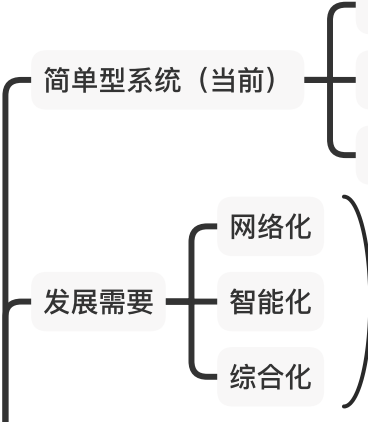 简单型系统（当前）
网络化
发展需要
智能化
综合化